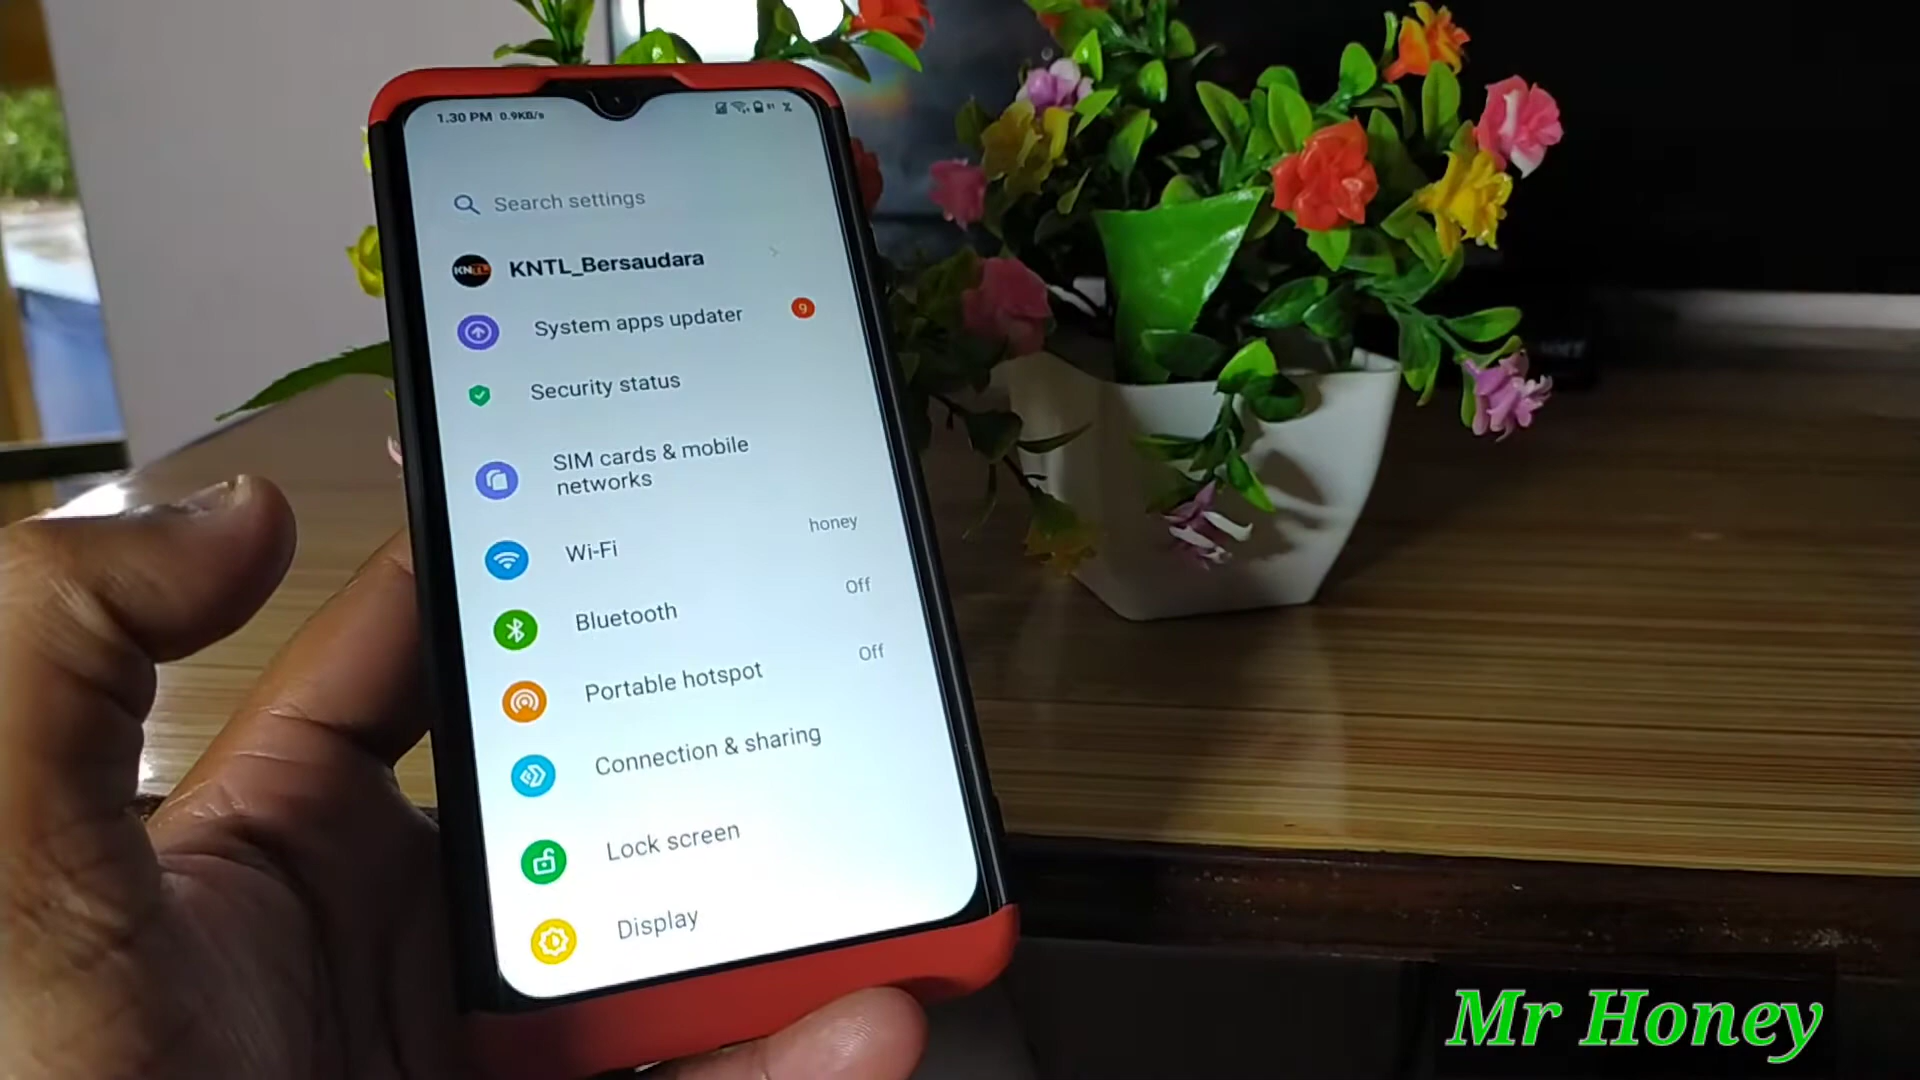 1.30 PM 0.9KB/s
Search settings
KNTL KNTL_Bersaudara
System apps updater 9
Security status
SIM cards & mobile
networks
Wi-Fi honey
Bluetooth Off
Portable hotspot Off
Connection & sharing
Lock screen
Display
Mr Honey